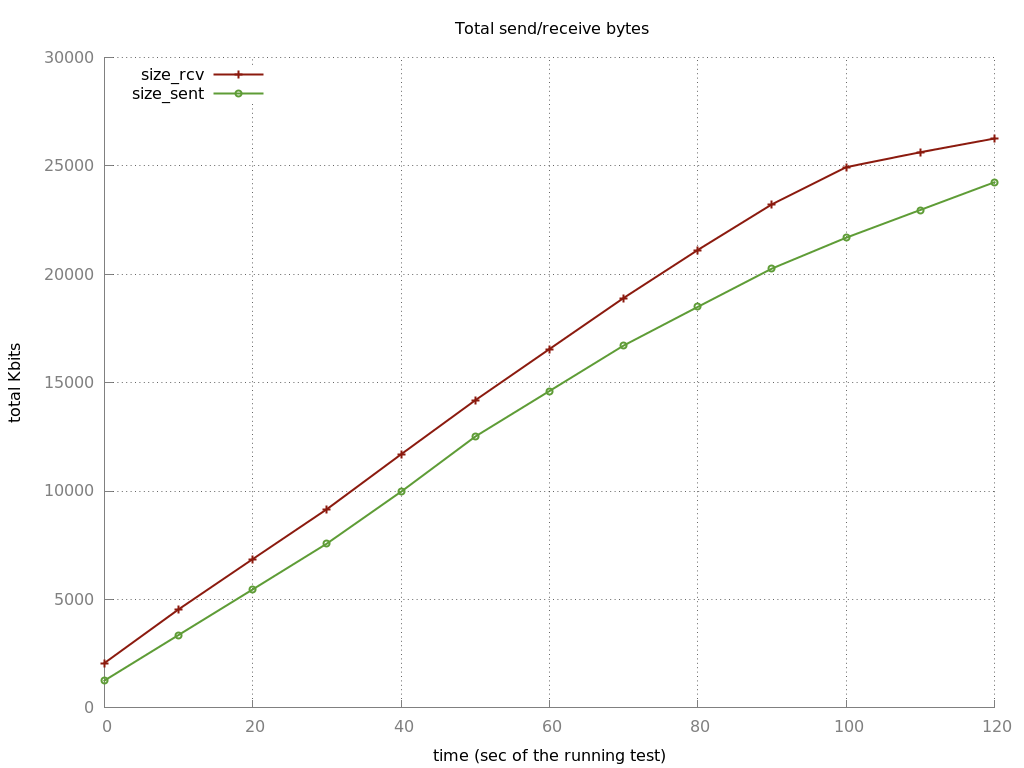 Total send/receive bytes
30000
25000
20000
15000
10000
5000
0
size_rcv
size_sent
total Kbits
0 20 40 60 80 100 120
time (sec of the running test)